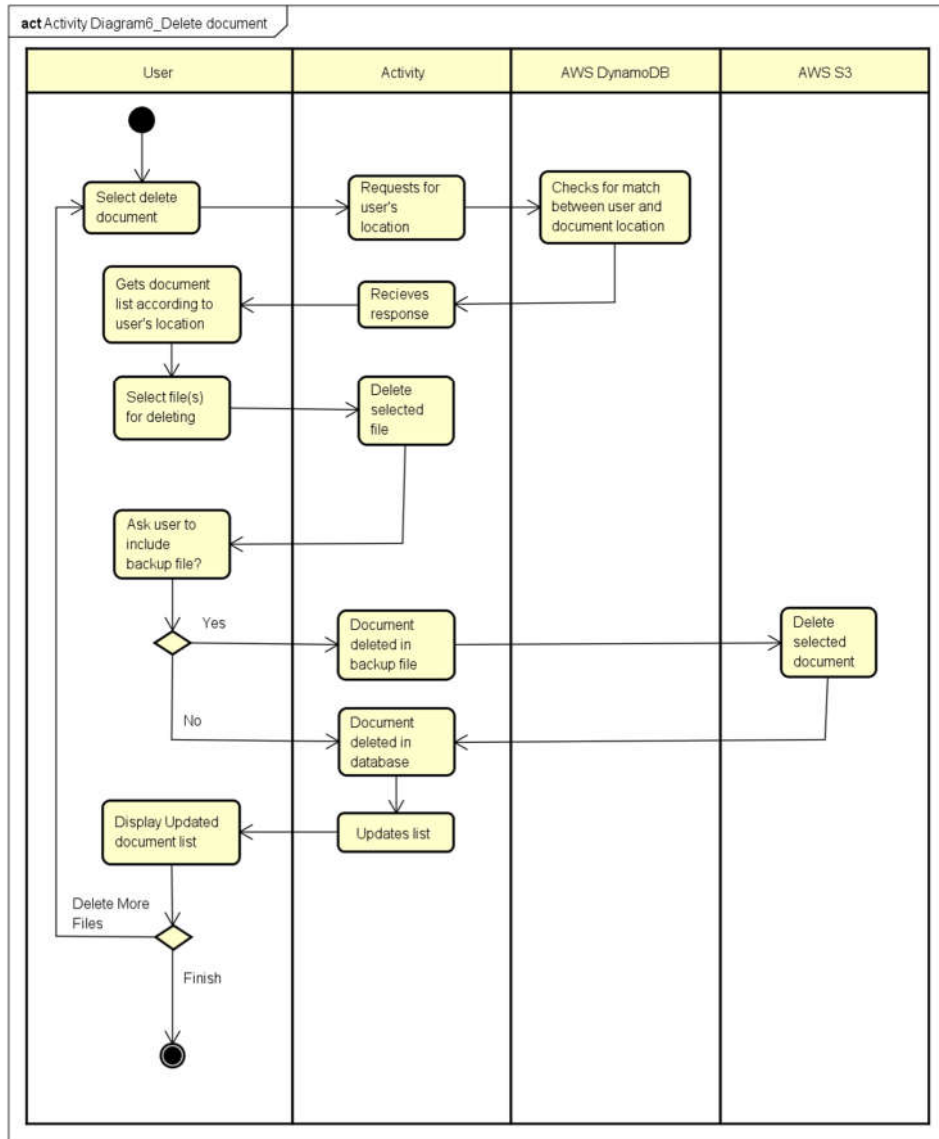 act Activity Diagram6_Delete document
User
Activity
AWS DynamoDB
AWS S3
Select delete
document
Requests for
user's
location
Checks for match
between user and
document location
Gets document
list according to
user's location
Recieves
response
Select file(s)
for deleting
Delete
selected
file
Ask user to
include
backup file?
Yes
Document
deleted in
backup file
Delete
selected
document
No
Document
deleted in
database
Display Updated
document list
Updates list
Delete More
Files
Finish